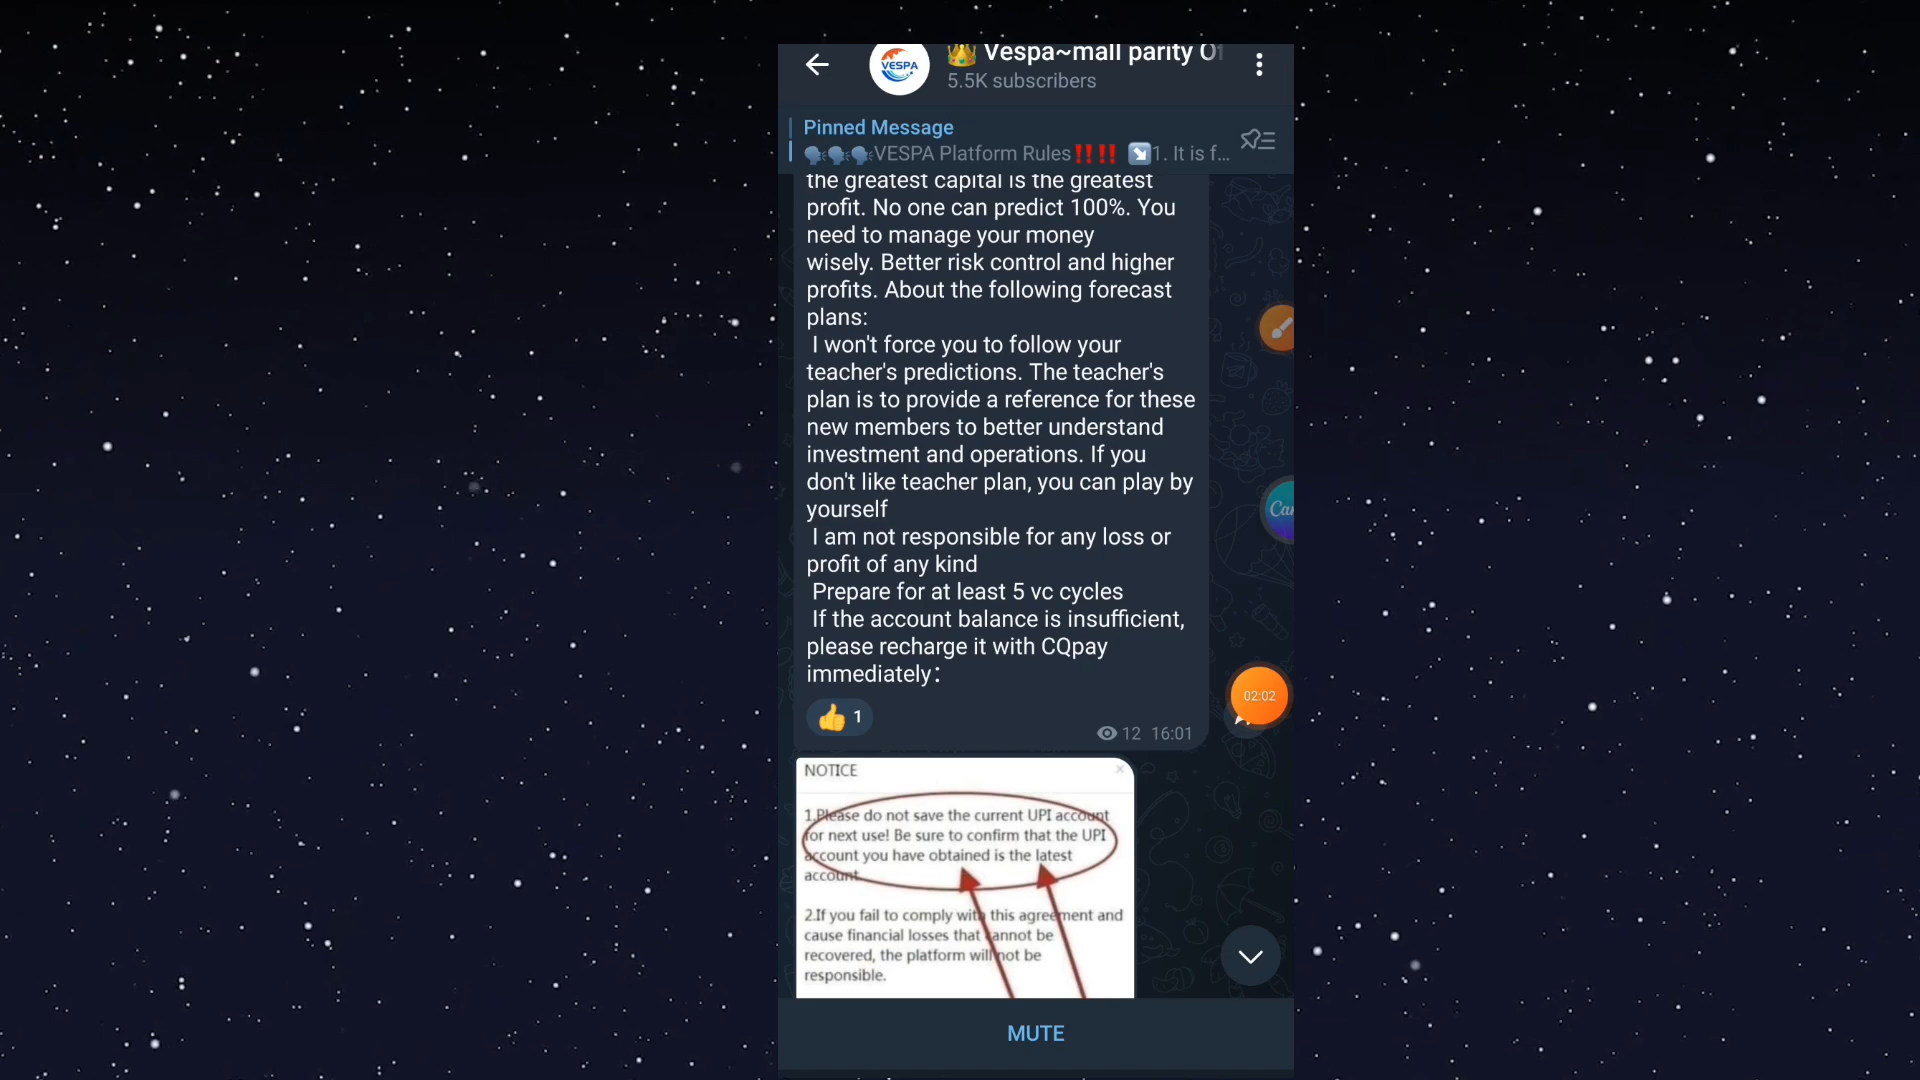 VESPA
👑 Vespa~mall parity Of
5.5K subscribers
Pinned Message
🗣🗣🗣VESPA Platform Rules‼️‼️ ↘️1. It is f...
the greatest capital is the greatest
profit. No one can predict 100%. You
need to manage your money
wisely. Better risk control and higher
profits. About the following forecast
plans:
I won't force you to follow your
teacher's predictions. The teacher's
plan is to provide a reference for these
new members to better understand
investment and operations. If you
don't like teacher plan, you can play by
yourself
I am not responsible for any loss or
profit of any kind
Prepare for at least 5 vc cycles
If the account balance is insufficient,
please recharge it with CQpay
immediately：
👍 1
12 16:01
Can
02:02
NOTICE
1.Please do not save the current UPI account
for next use! Be sure to confirm that the UPI
account you have obtained is the latest
account.
2.If you fail to comply with this agreement and
cause financial losses that cannot be
recovered, the platform will not be
responsible.
MUTE